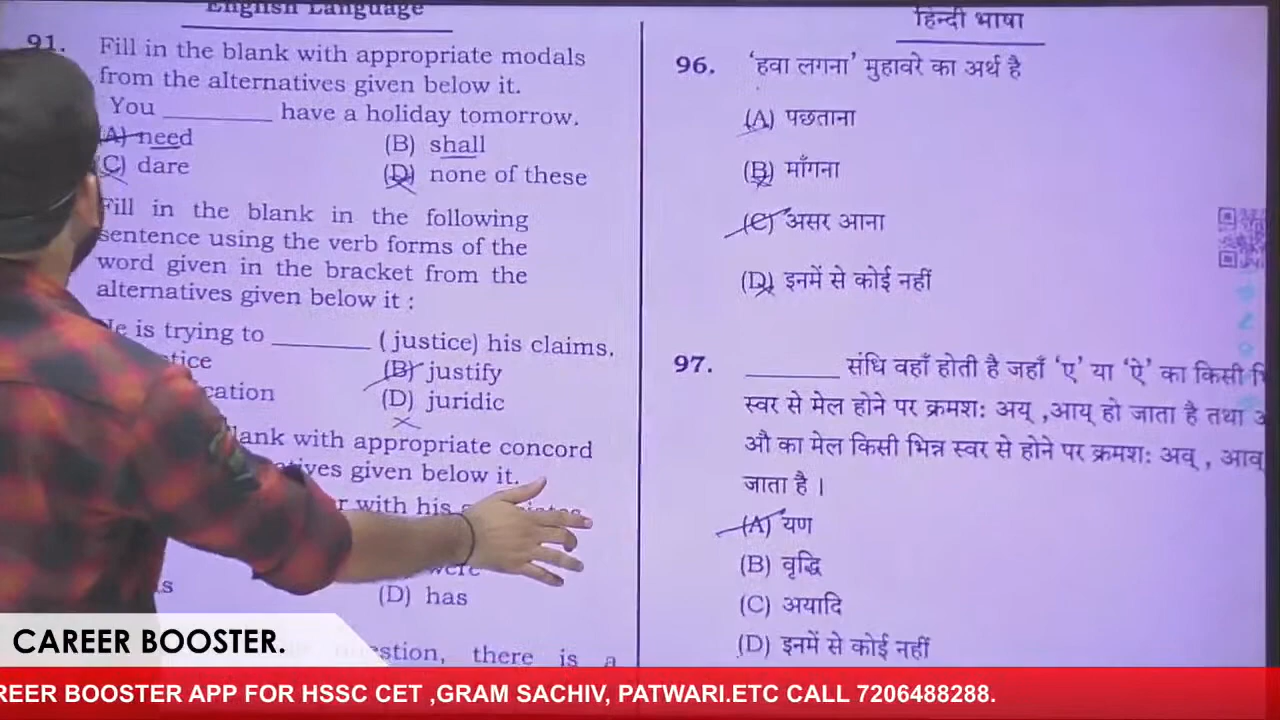 English Language
91. Fill in the blank with appropriate modals
from the alternatives given below it.
You ________ have a holiday tomorrow.
(A) need (B) shall
(C) dare (D) none of these
Fill in the blank in the following
sentence using the verb forms of the
word given in the bracket from the
alternatives given below it :
He is trying to ________ ( justice) his claims.
(B) justify
(D) juridic
with appropriate concord
given below it.
with his
were
(D) has
there is a
हिन्दी भाषा
96. ‘हवा लगना’ मुहावरे का अर्थ है
(A) पछताना
(B) माँगना
(C) असर आना
(D) इनमें से कोई नहीं
97. ________ संधि वहाँ होती है जहाँ ‘ए’ या ‘ऐ’ का किसी
स्वर से मेल होने पर क्रमशः अय् ,आय् हो जाता है तथा
औ का मेल किसी भिन्न स्वर से होने पर क्रमशः अव् , आव्
जाता है ।
(A) यण
(B) वृद्धि
(C) अयादि
(D) इनमें से कोई नहीं
CAREER BOOSTER.
BOOSTER APP FOR HSSC CET ,GRAM SACHIV, PATWARI.ETC CALL 7206488288.